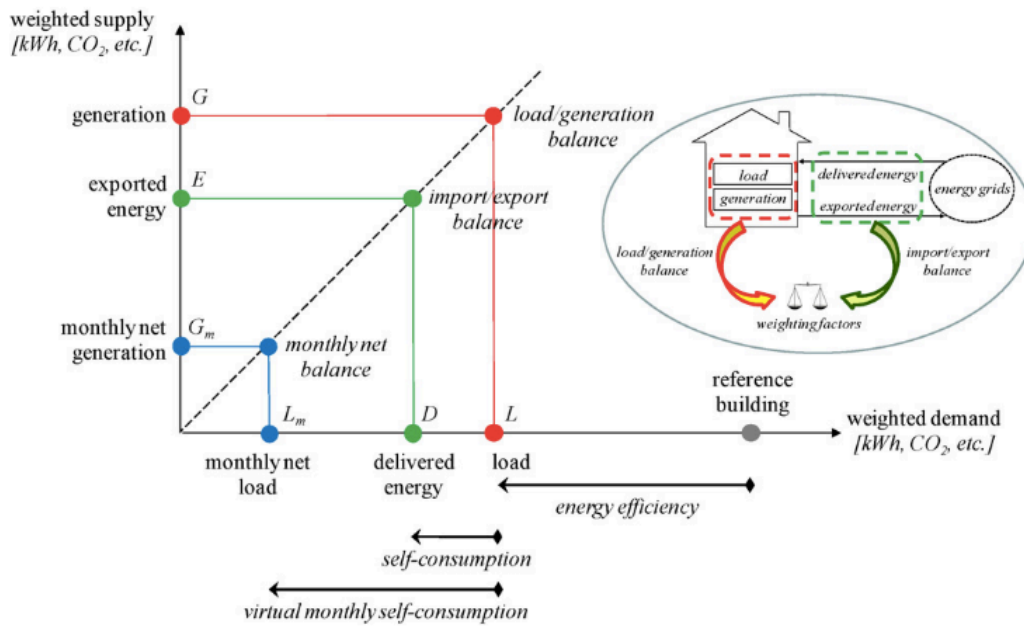 weighted supply
[kWh, CO2, etc.]
generation
G
load/generation
balance
exported
energy
E
import/export
balance
monthly net
generation
Gm
monthly net
balance
Lm
D
L
monthly net
load
delivered
energy
load
reference
building
weighted demand
[kWh, CO2, etc.]
energy efficiency
self-consumption
virtual monthly self-consumption
load
generation
delivered energy
exported energy
energy grids
load/generation
balance
import/export
balance
weighting factors